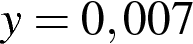 y = 0,007